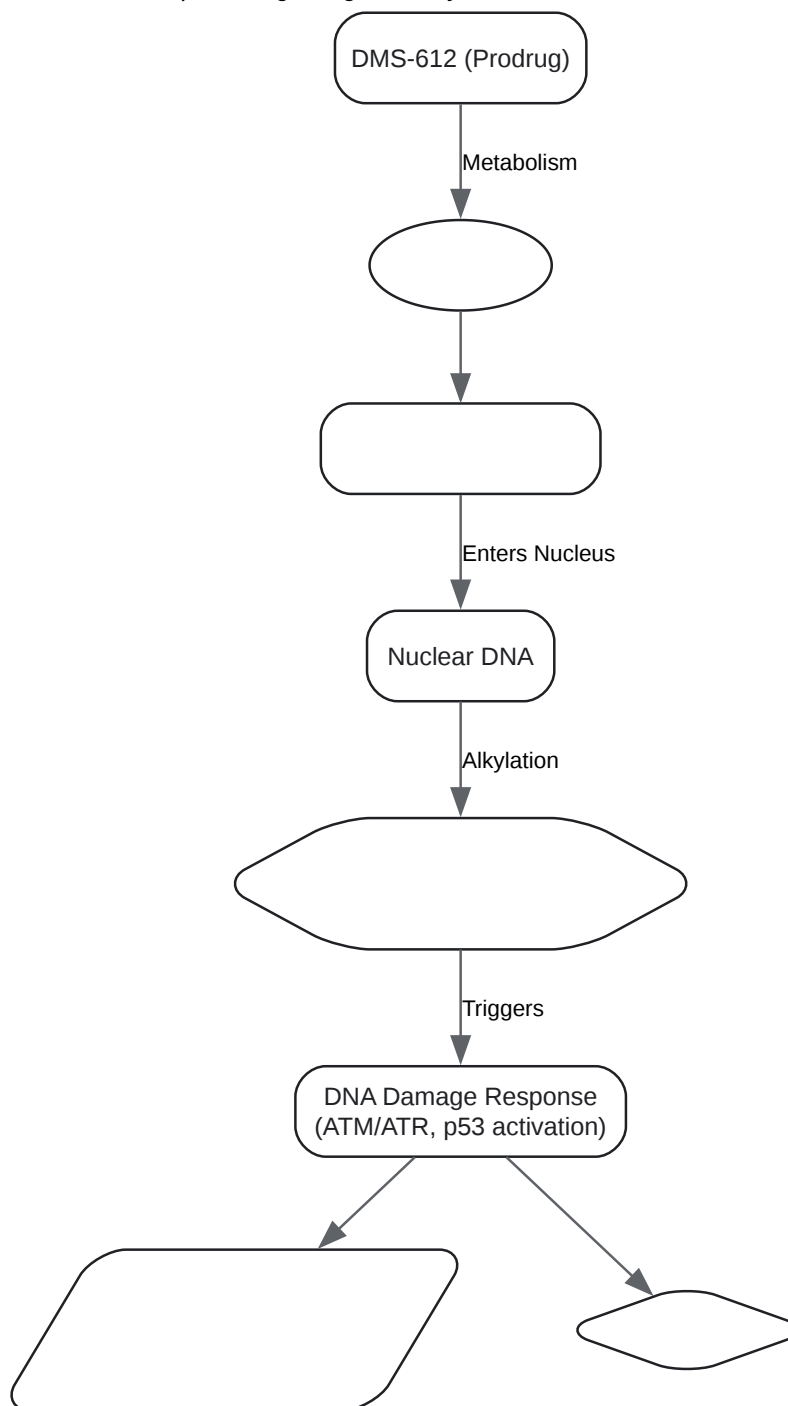 DMS-612 (Prodrug)
Metabolism
Enters Nucleus
Nuclear DNA
Alkylation
Triggers
DNA Damage Response
(ATM/ATR, p53 activation)